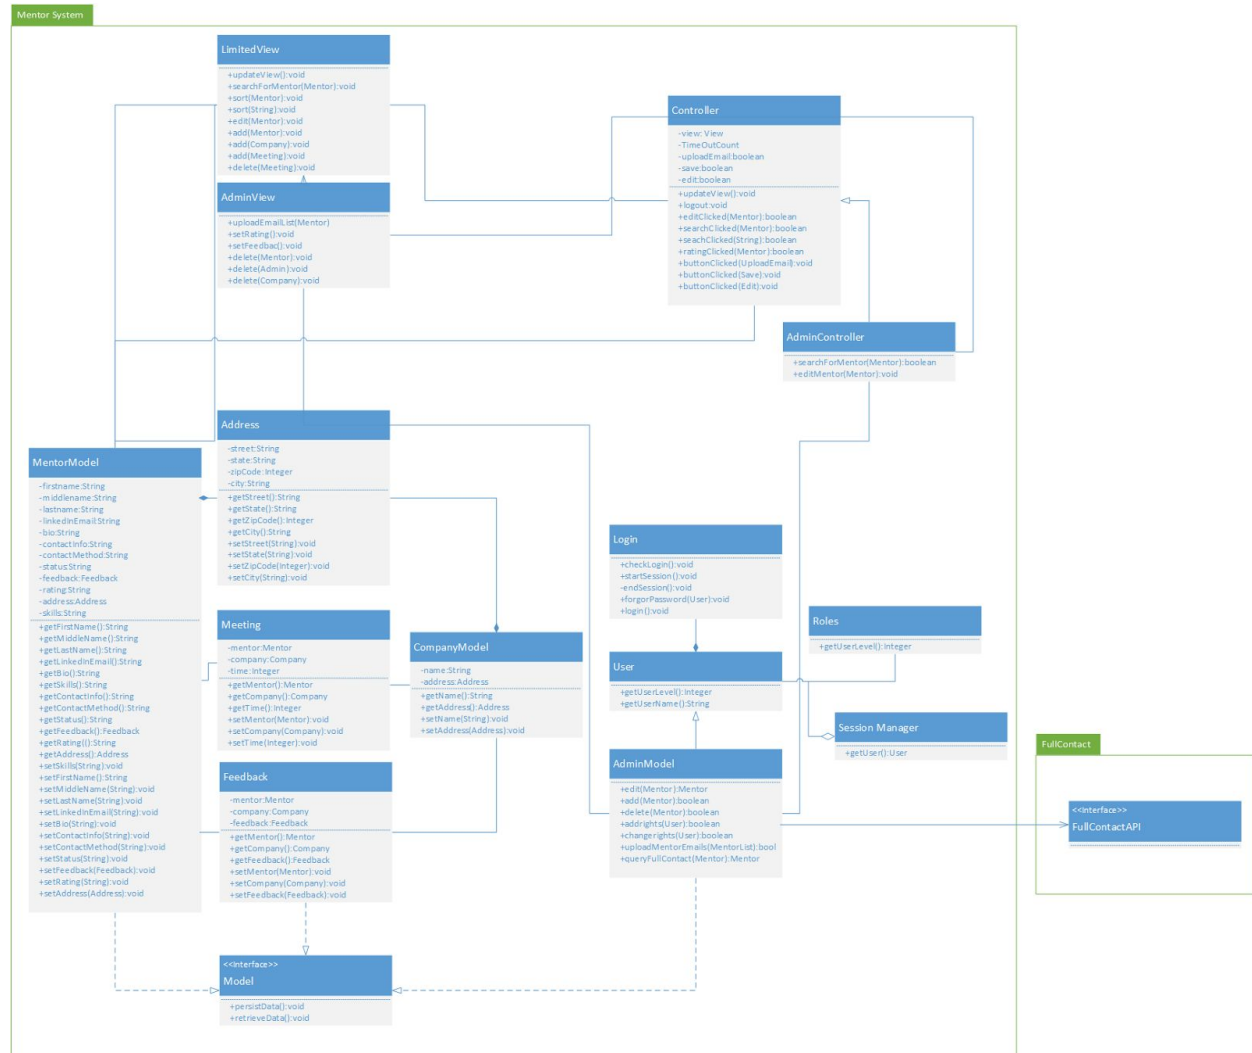 Mentor System
LimitedView
+updateView():void
+searchForMentor(Mentor):void
+sort(Mentor):void
+sort(String):void
+edit(Mentor):void
+add(Mentor):void
+add(Company):void
+add(Meeting):void
+delete(Meeting):void
AdminView
+uploadEmailList(Mentor)
+setRating():void
+setFeedbac():void
+delete(Mentor):void
+delete(Admin):void
+delete(Company):void
Controller
-view: View
-TimeOutCount
-uploadEmail:boolean
-save:boolean
-edit:boolean
+updateView():void
+logout:void
+editClicked(Mentor):boolean
+searchClicked(Mentor):boolean
+seachClicked(String):boolean
+ratingClicked(Mentor):boolean
+buttonClicked(UploadEmail):void
+buttonClicked(Save):void
+buttonClicked(Edit):void
AdminController
+searchForMentor(Mentor):boolean
+editMentor(Mentor):void
Address
-street:String
-state:String
-zipCode:Integer
-city:String
+getStreet():String
+getState():String
+getZipCode():Integer
+getCity():String
+setStreet(String):void
+setState(String):void
+setZipCode(Integer):void
+setCity(String):void
MentorModel
-firstname:String
-middlename:String
-lastname:String
-linkedInEmail:String
-bio:String
-contactInfo:String
-contactMethod:String
-status:String
-feedback:Feedback
-rating:String
-address:Address
-skills:String
+getFirstName():String
+getMiddleName():String
+getLastName():String
+getLinkedInEmail():String
+getBio():String
+getSkills():String
+getContactInfo():String
+getContactMethod():String
+getStatus():String
+getFeedback():Feedback
+getRating(():String
+getAddress():Address
+setSkills(String):void
+setFirstName():String
+setMiddleName(String):void
+setLastName(String):void
+setLinkedInEmail(String):void
+setBio(String):void
+setContactInfo(String):void
+setContactMethod(String):void
+setStatus(String):void
+setFeedback(Feedback):void
+setRating(String):void
+setAddress(Address):void
Meeting
-mentor:Mentor
-company:Company
-time:Integer
+getMentor():Mentor
+getCompany():Company
+getTime():Integer
+setMentor(Mentor):void
+setCompany(Company):void
+setTime(Integer):void
CompanyModel
-name:String
-address:Address
+getName():String
+getAddress():Address
+setName(String):void
+setAddress(Address):void
Feedback
-mentor:Mentor
-company:Company
-feedback:Feedback
+getMentor():Mentor
+getCompany():Company
+getFeedback():Feedback
+setMentor(Mentor):void
+setCompany(Company):void
+setFeedback(Feedback):void
<<Interface>>
Model
+persistData():void
+retrieveData():void
Login
+checkLogin():void
+startSession():void
-endSession():void
+forgorPassword(User):void
+login():void
User
+getUserLevel():Integer
+getUserName():String
Roles
+getUserLevel():Integer
Session Manager
+getUser():User
AdminModel
+edit(Mentor):Mentor
+add(Mentor):boolean
+delete(Mentor):boolean
+addrights(User):boolean
+changerights(User):boolean
+uploadMentorEmails(MentorList):bool
+queryFullContact(Mentor):Mentor
FullContact
<<Interface>>
FullContactAPI